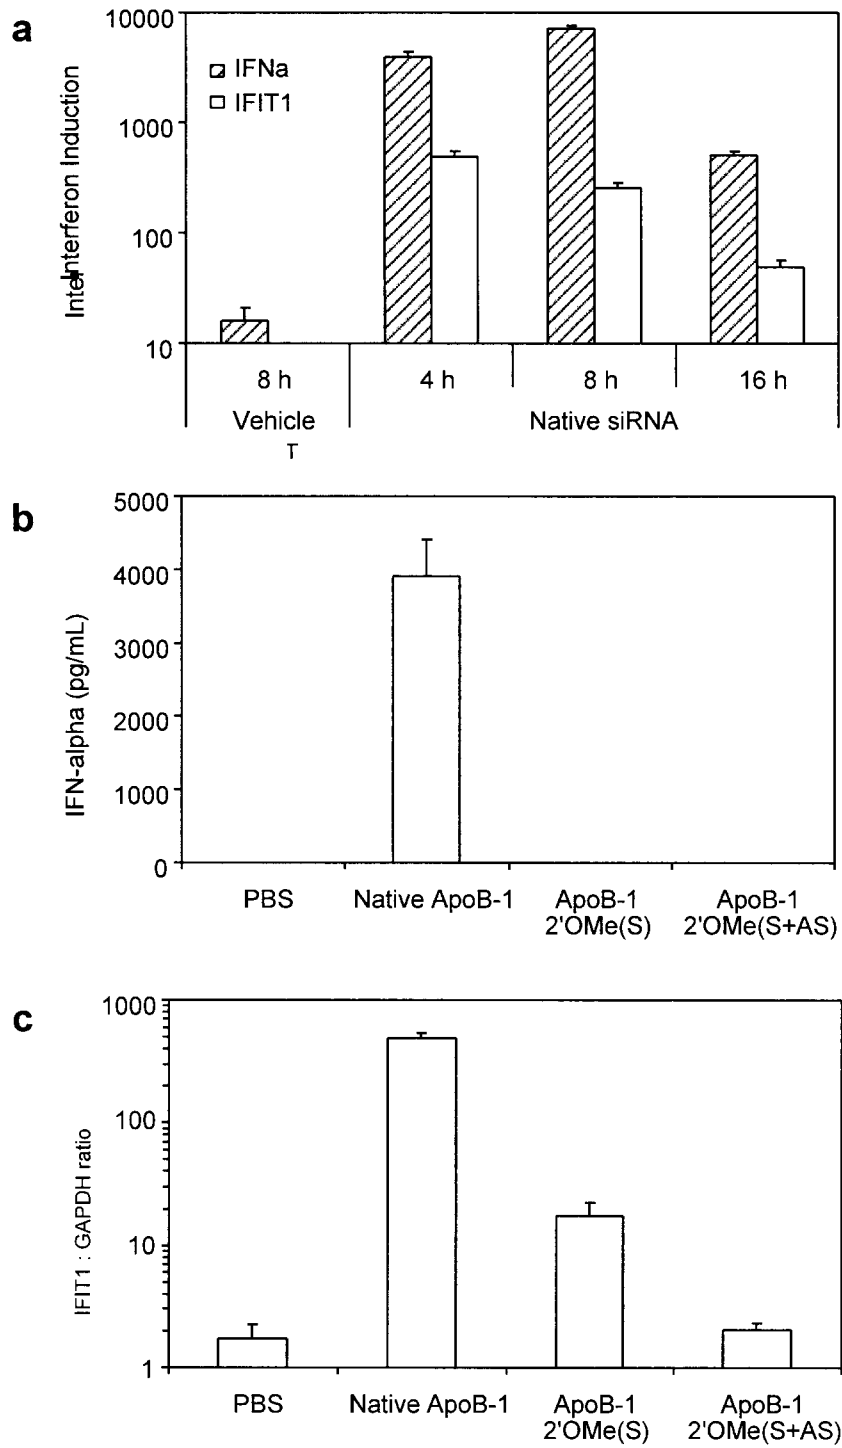 a
10000
1000
100
10
Interferon Induction
Inter
IFNa
IFIT1
8 h 4 h 8 h 16 h
Vehicle Native siRNA
T
b
5000
4000
3000
2000
1000
0
IFN-alpha (pg/mL)
PBS Native ApoB-1 ApoB-1 ApoB-1
2'OMe(S) 2'OMe(S+AS)
c
1000
100
10
1
IFIT1 : GAPDH ratio
PBS Native ApoB-1 ApoB-1 ApoB-1
2'OMe(S) 2'OMe(S+AS)